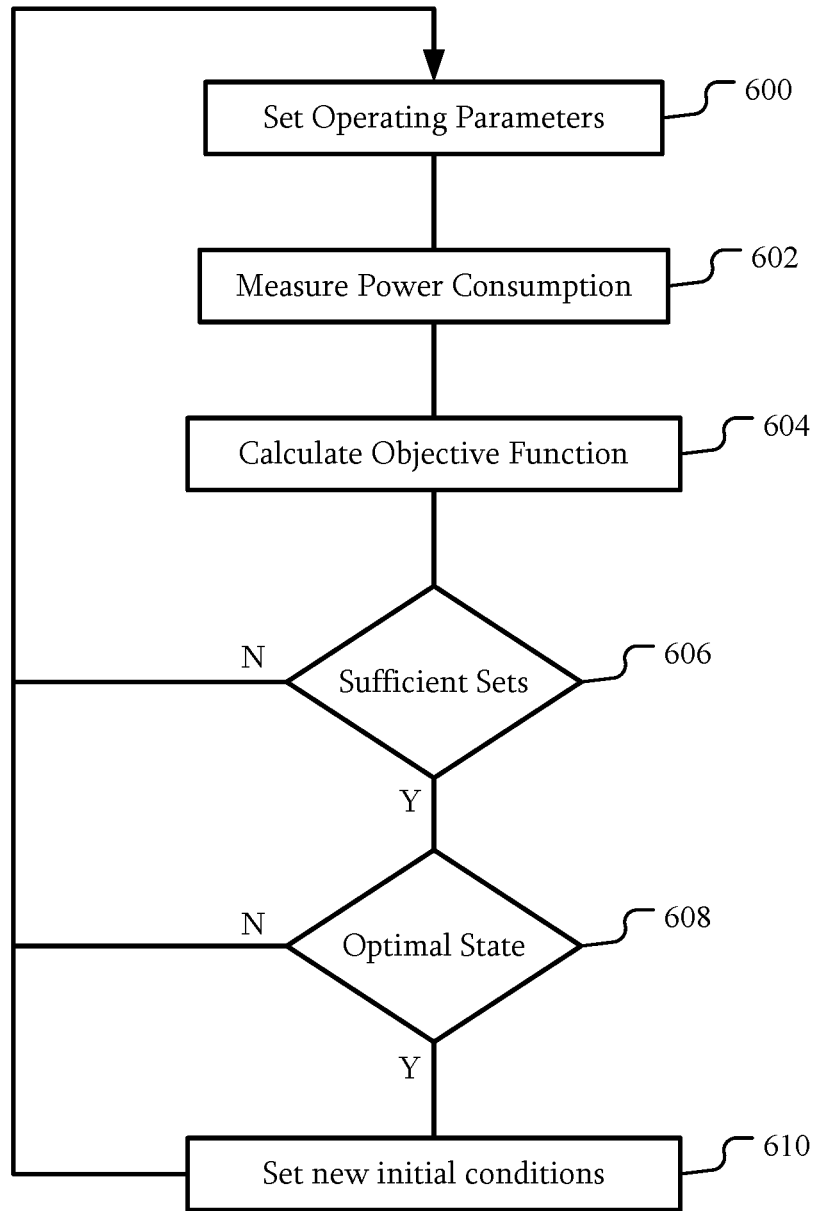 600
Set Operating Parameters
602
Measure Power Consumption
604
Calculate Objective Function
N
Sufficient Sets
606
Y
N
Optimal State
608
Y
610
Set new initial conditions